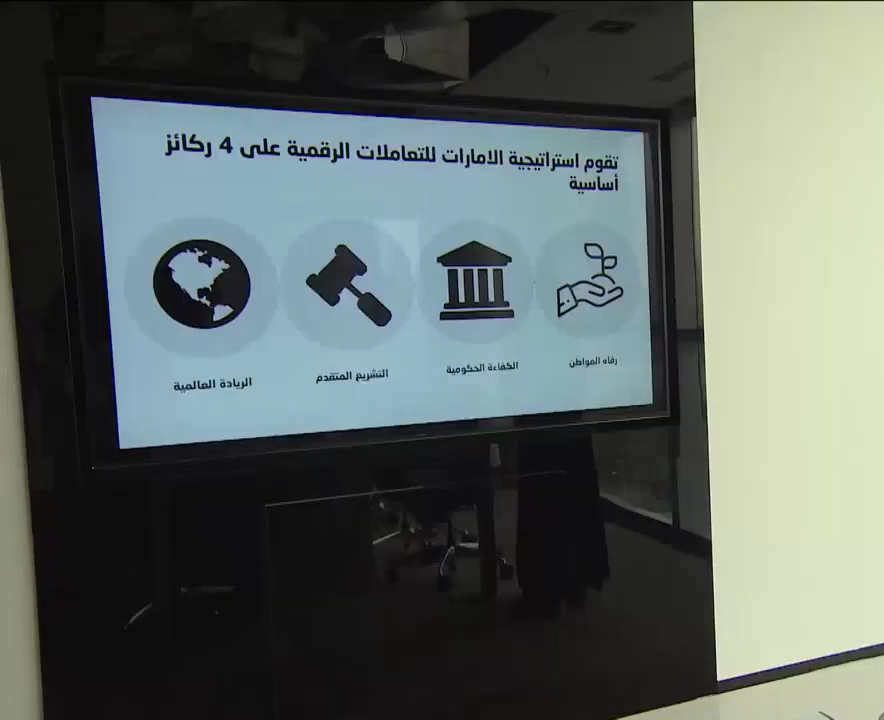 تقوم استراتيجية الامارات للتعاملات الرقمية على 4 ركائز
أساسية
رفاه المواطن
الكفاءة الحكومية
التشريع المتقدم
الريادة العالمية